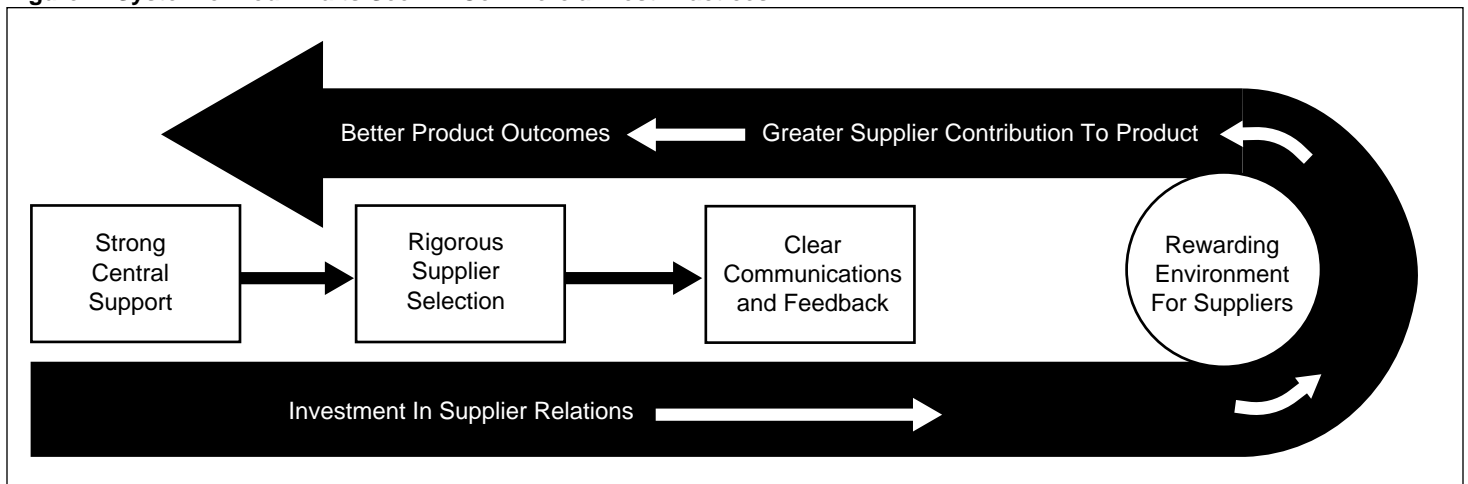 Better Product Outcomes
Greater Supplier Contribution To Product
Strong
Central
Support
Rigorous
Supplier
Selection
Clear
Communications
and Feedback
Rewarding
Environment
For Suppliers
Investment In Supplier Relations